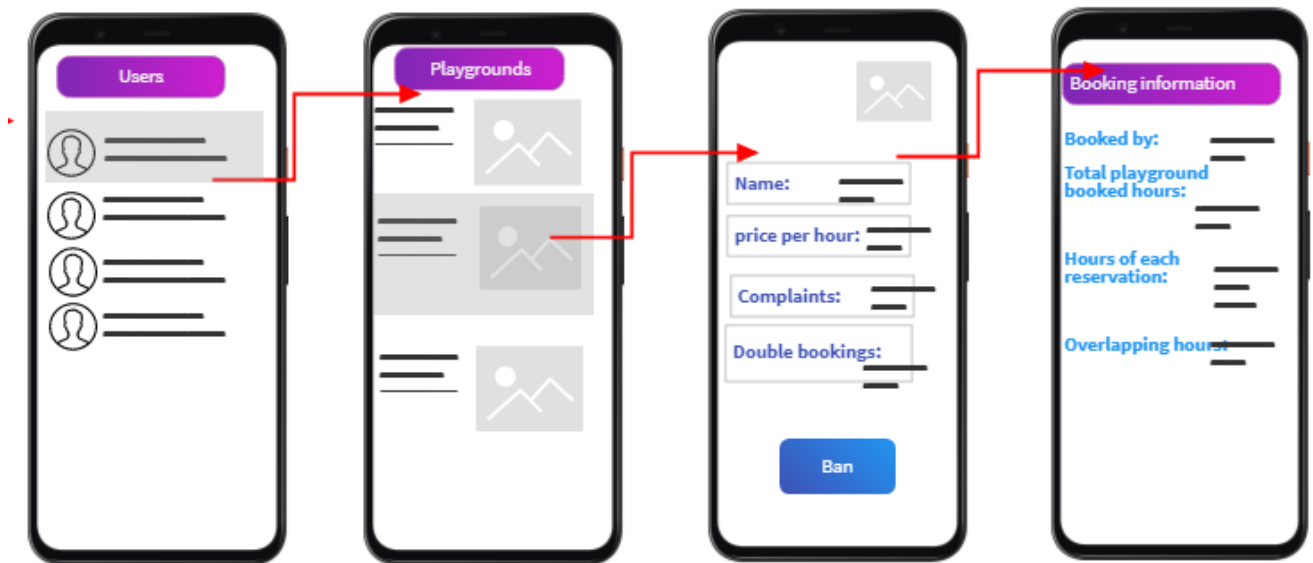 Users
Playgrounds
Name:
price per hour:
Complaints:
Double bookings:
Ban
Booking information
Booked by:
Total playground
booked hours:
Hours of each
reservation:
Overlapping hours: